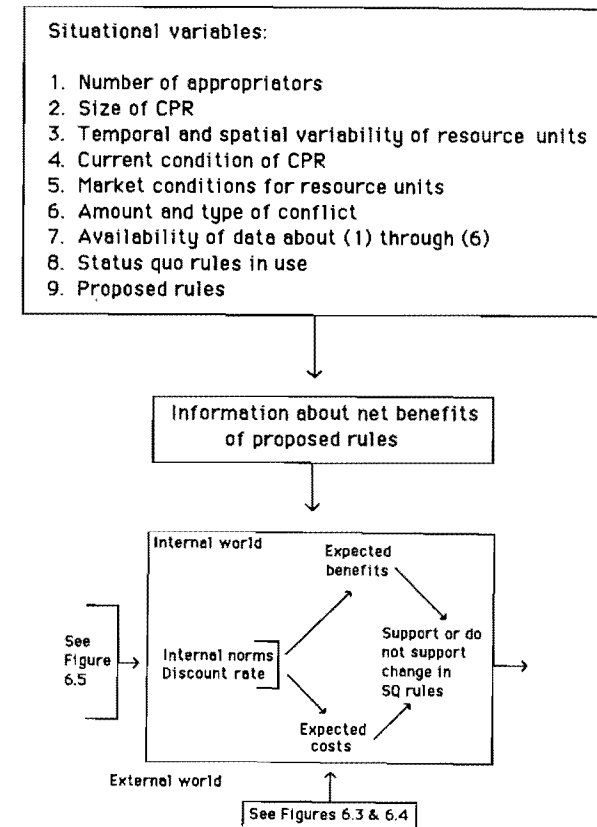 Situational variables:
1. Number of appropriators
2. Size of CPR
3. Temporal and spatial variability of resource units
4. Current condition of CPR
5. Market conditions for resource units
6. Amount and type of conflict
7. Availability of data about (1) through (6)
8. Status quo rules in use
9. Proposed rules
Information about net benefits
of proposed rules
Internal world
Expected
benefits
See
Figure
6.5
Internal norms
Discount rate
Support or do
not support
change in
SQ rules
Expected
costs
External world
See Figures 6.3 & 6.4